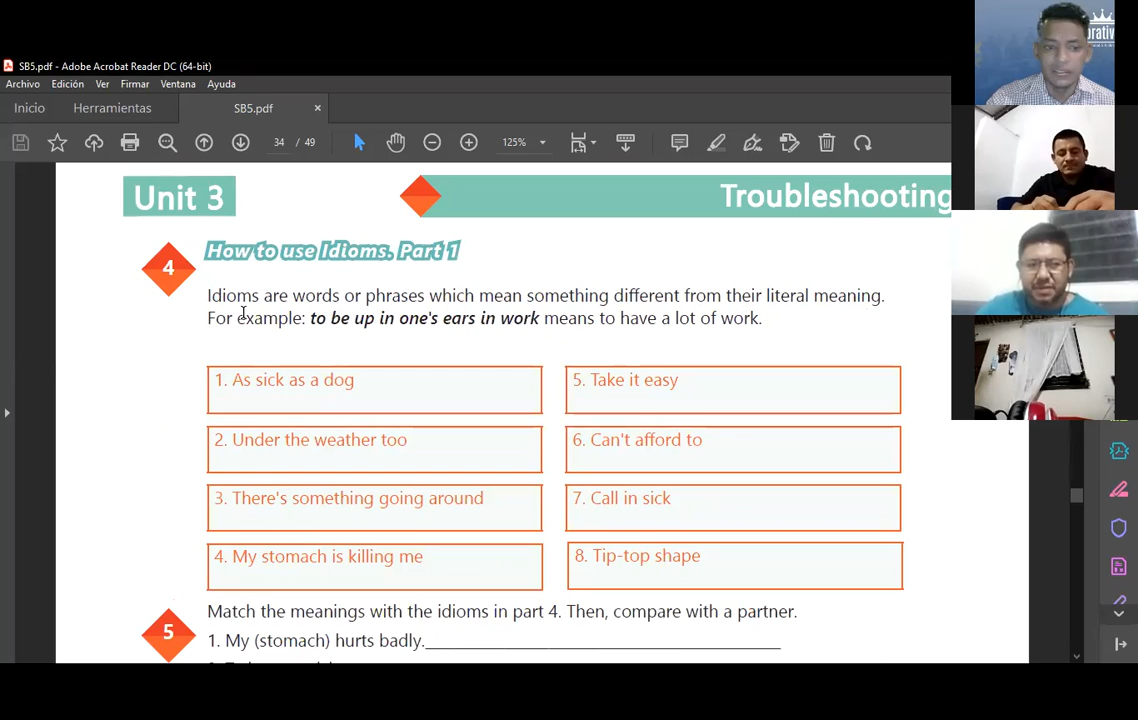 SB5.pdf - Adobe Acrobat Reader DC (64-bit)
Archivo Edición Ver Firmar Ventana Ayuda
Inicio Herramientas SB5.pdf ×
34 / 49 125%
Unit 3 Troubleshooting
4 How to use Idioms. Part 1
Idioms are words or phrases which mean something different from their literal meaning.
For example: to be up in one's ears in work means to have a lot of work.
1. As sick as a dog
2. Under the weather too
3. There's something going around
4. My stomach is killing me
5. Take it easy
6. Can't afford to
7. Call in sick
8. Tip-top shape
5 Match the meanings with the idioms in part 4. Then, compare with a partner.
1. My (stomach) hurts badly.